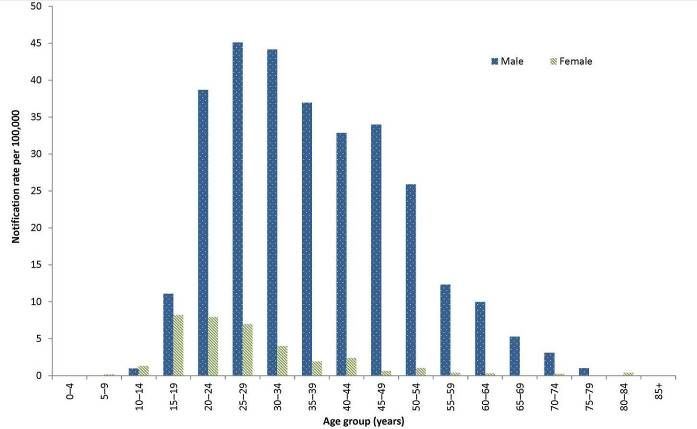 50
45
40
35
30
25
20
15
10
5
0
Notification rate per 100,000
Male Female
0–4 5–9 10–14 15–19 20–24 25–29 30–34 35–39 40–44 45–49 50–54 55–59 60–64 65–69 70–74 75–79 80–84 85+
Age group (years)